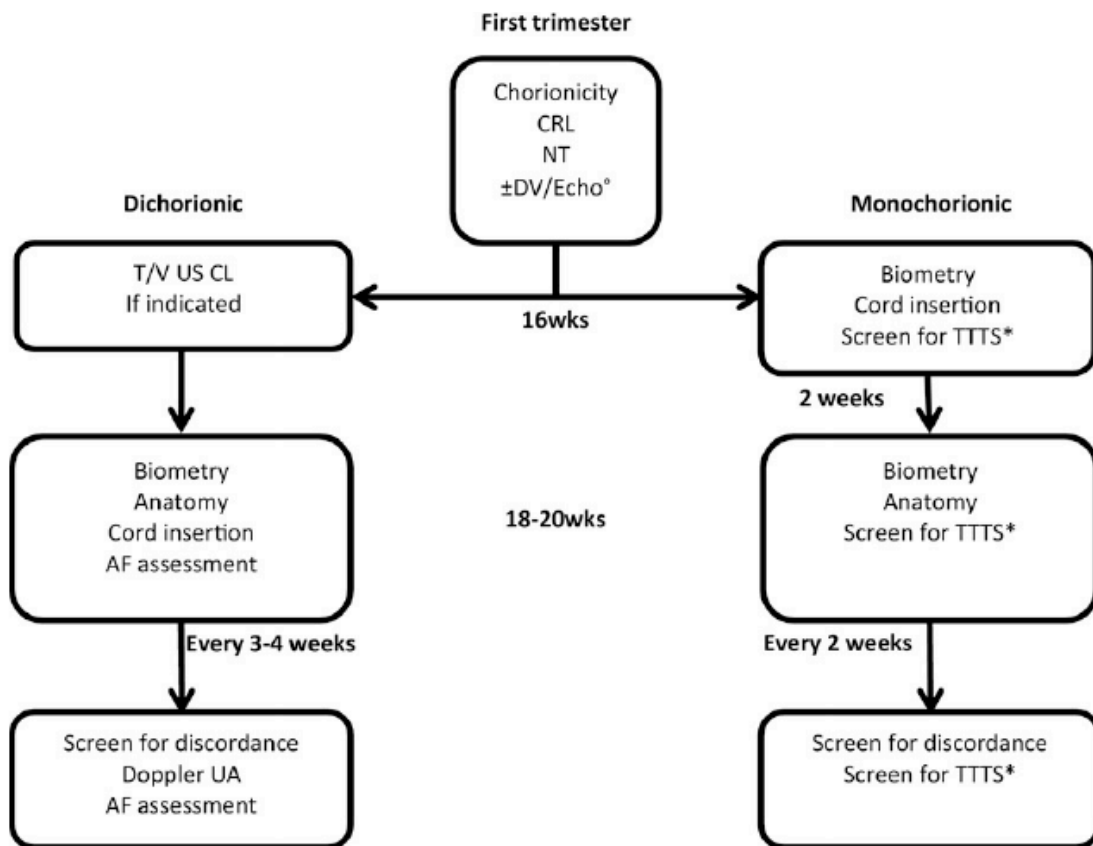 First trimester
Chorionicity
CRL
NT
±DV/Echo°
Dichorionic
Monochorionic
T/V US CL
If indicated
16wks
Biometry
Cord insertion
Screen for TTTS*
2 weeks
Biometry
Anatomy
Cord insertion
AF assessment
18-20wks
Biometry
Anatomy
Screen for TTTS*
Every 3-4 weeks
Every 2 weeks
Screen for discordance
Doppler UA
AF assessment
Screen for discordance
Screen for TTTS*